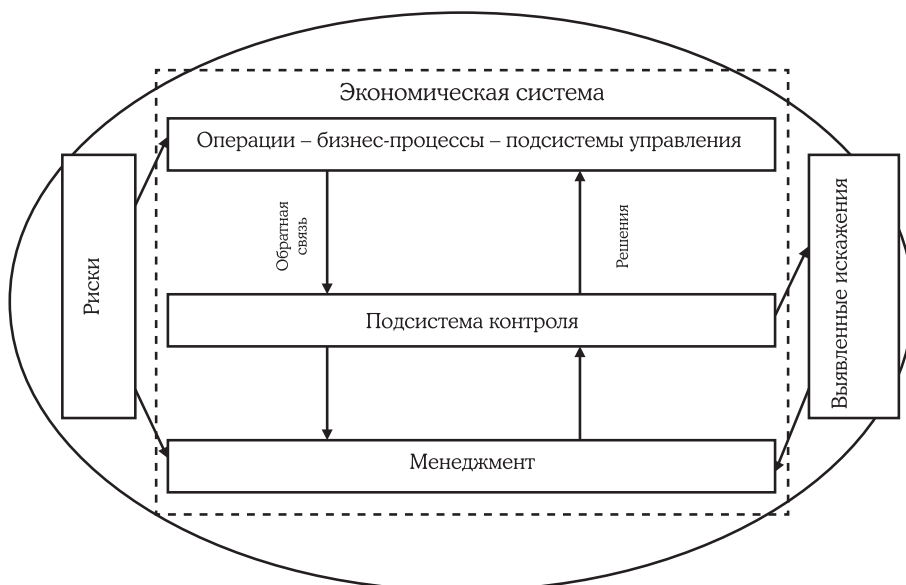 Экономическая система
Операции – бизнес-процессы – подсистемы управления
Риски
Обратная
связь
Решения
Выявленные искажения
Подсистема контроля
Менеджмент